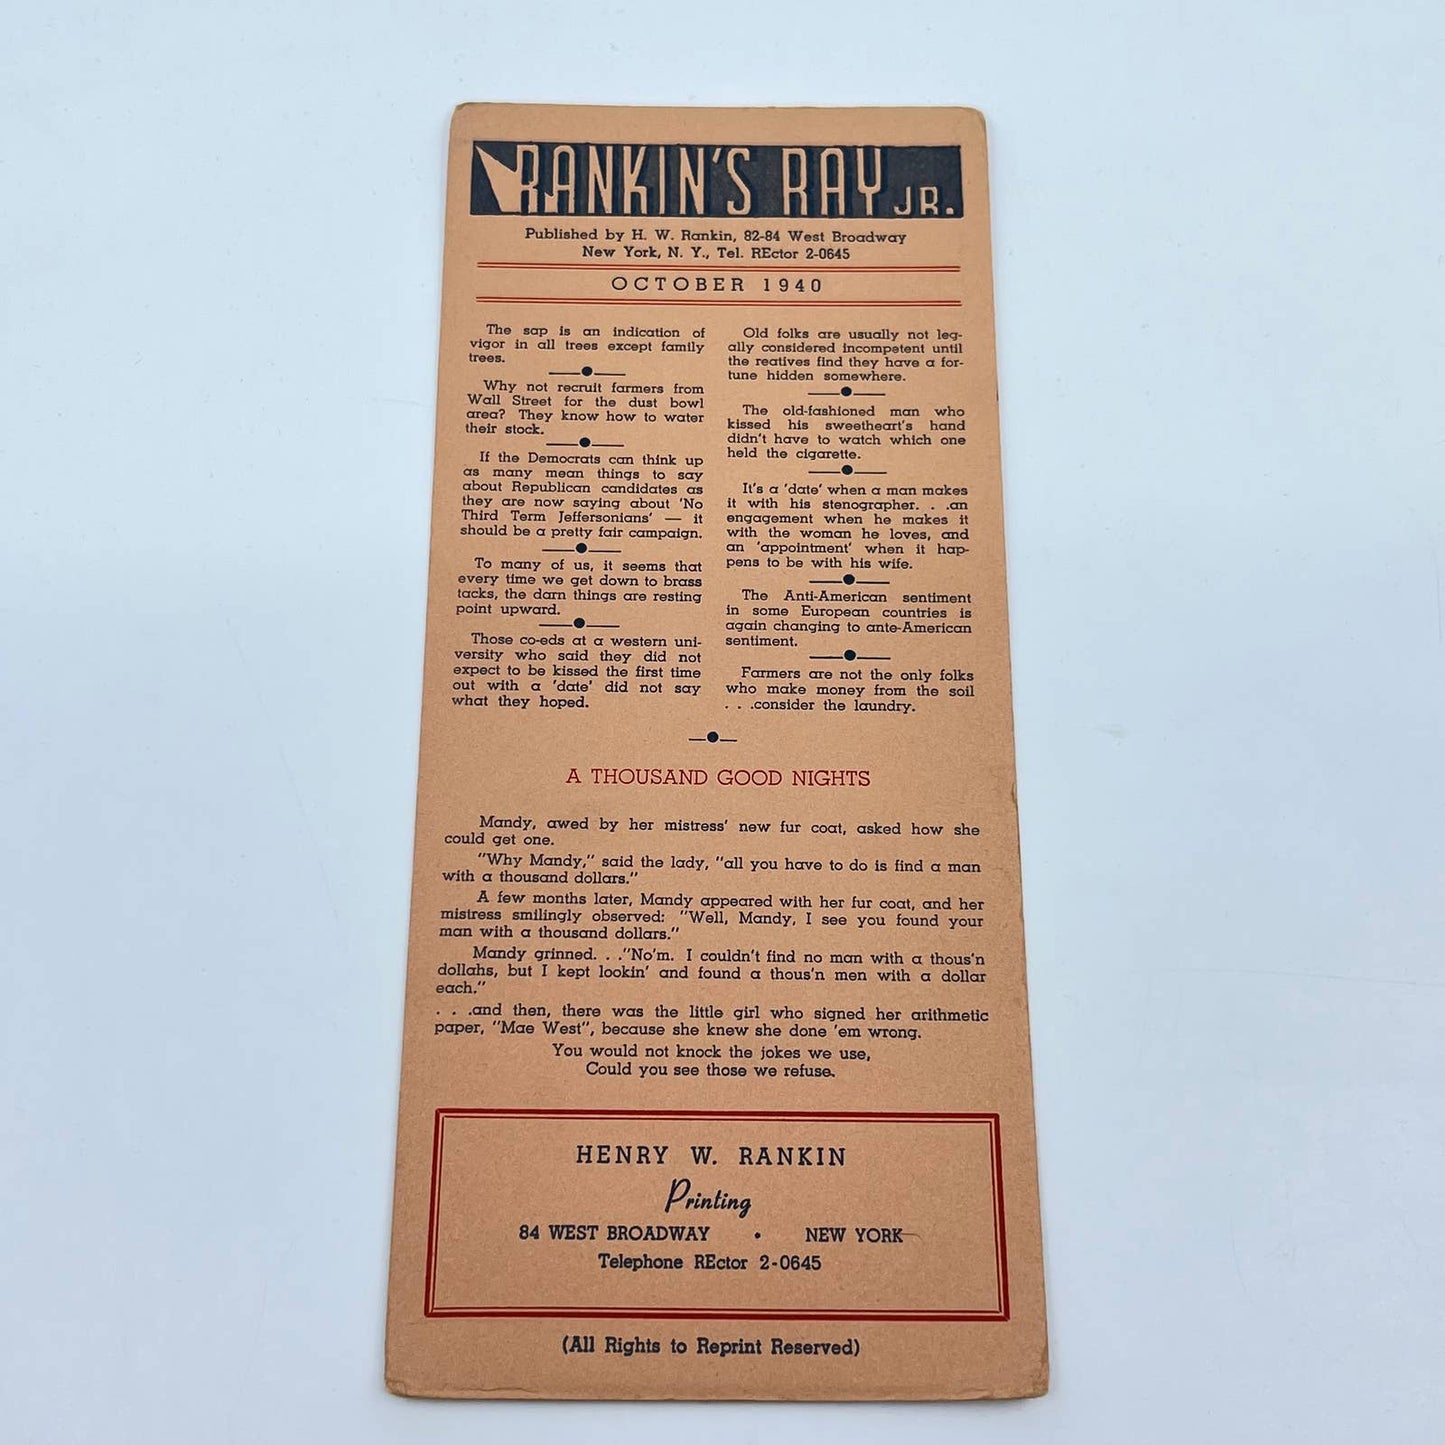 RANKIN'S RAY JR.
Published by H. W. Rankin, 82-84 West Broadway
New York, N. Y., Tel. REctor 2-0645
OCTOBER 1940
The sap is an indication of
vigor in all trees except family
trees.
Why not recruit farmers from
Wall Street for the dust bowl
area? They know how to water
their stock.
If the Democrats can think up
as many mean things to say
about Republican candidates as
they are now saying about 'No
Third Term Jeffersonians' — it
should be a pretty fair campaign.
To many of us, it seems that
every time we get down to brass
tacks, the darn things are resting
point upward.
Those co-eds at a western uni-
versity who said they did not
expect to be kissed the first time
out with a 'date' did not say
what they hoped.
Old folks are usually not leg-
ally considered incompetent until
the reatives find they have a for-
tune hidden somewhere.
The old-fashioned man who
kissed his sweetheart's hand
didn't have to watch which one
held the cigarette.
It's a 'date' when a man makes
it with his stenographer. . .an
engagement when he makes it
with the woman he loves, and
an 'appointment' when it hap-
pens to be with his wife.
The Anti-American sentiment
in some European countries is
again changing to ante-American
sentiment.
Farmers are not the only folks
who make money from the soil
. . .consider the laundry.
A THOUSAND GOOD NIGHTS
Mandy, awed by her mistress' new fur coat, asked how she
could get one.
"Why Mandy," said the lady, "all you have to do is find a man
with a thousand dollars."
A few months later, Mandy appeared with her fur coat, and her
mistress smilingly observed: "Well, Mandy, I see you found your
man with a thousand dollars."
Mandy grinned. . ."No'm. I couldn't find no man with a thous'n
dollahs, but I kept lookin' and found a thous'n men with a dollar
each."
. . .and then, there was the little girl who signed her arithmetic
paper, "Mae West", because she knew she done 'em wrong.
You would not knock the jokes we use,
Could you see those we refuse.
HENRY W. RANKIN
Printing
84 WEST BROADWAY • NEW YORK
Telephone REctor 2-0645
(All Rights to Reprint Reserved)